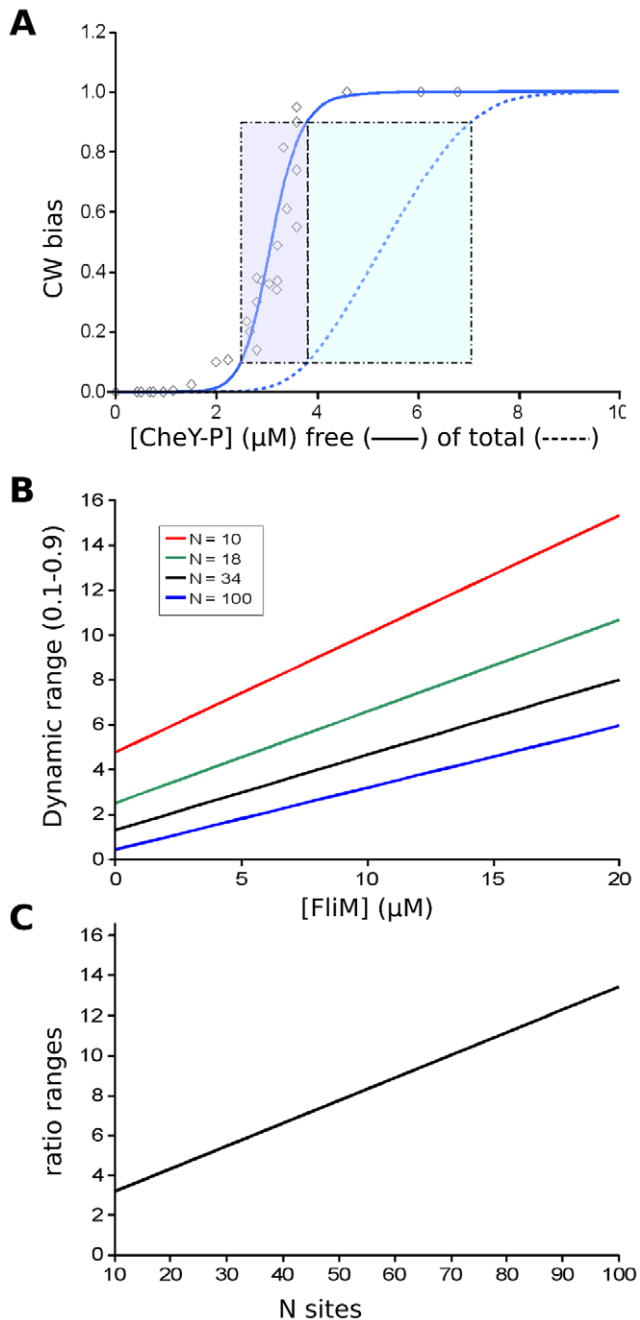 A
1.2
1.0
0.8
0.6
0.4
0.2
0.0
CW bias
0 2 4 6 8 10
[CheY-P] (µM) free (——) of total (-----)
B
16
14
12
10
8
6
4
2
0
Dynamic range (0.1-0.9)
N = 10
N = 18
N = 34
N = 100
0 5 10 15 20
[FliM] (µM)
C
16
14
12
10
8
6
4
2
0
ratio ranges
10 20 30 40 50 60 70 80 90 100
N sites